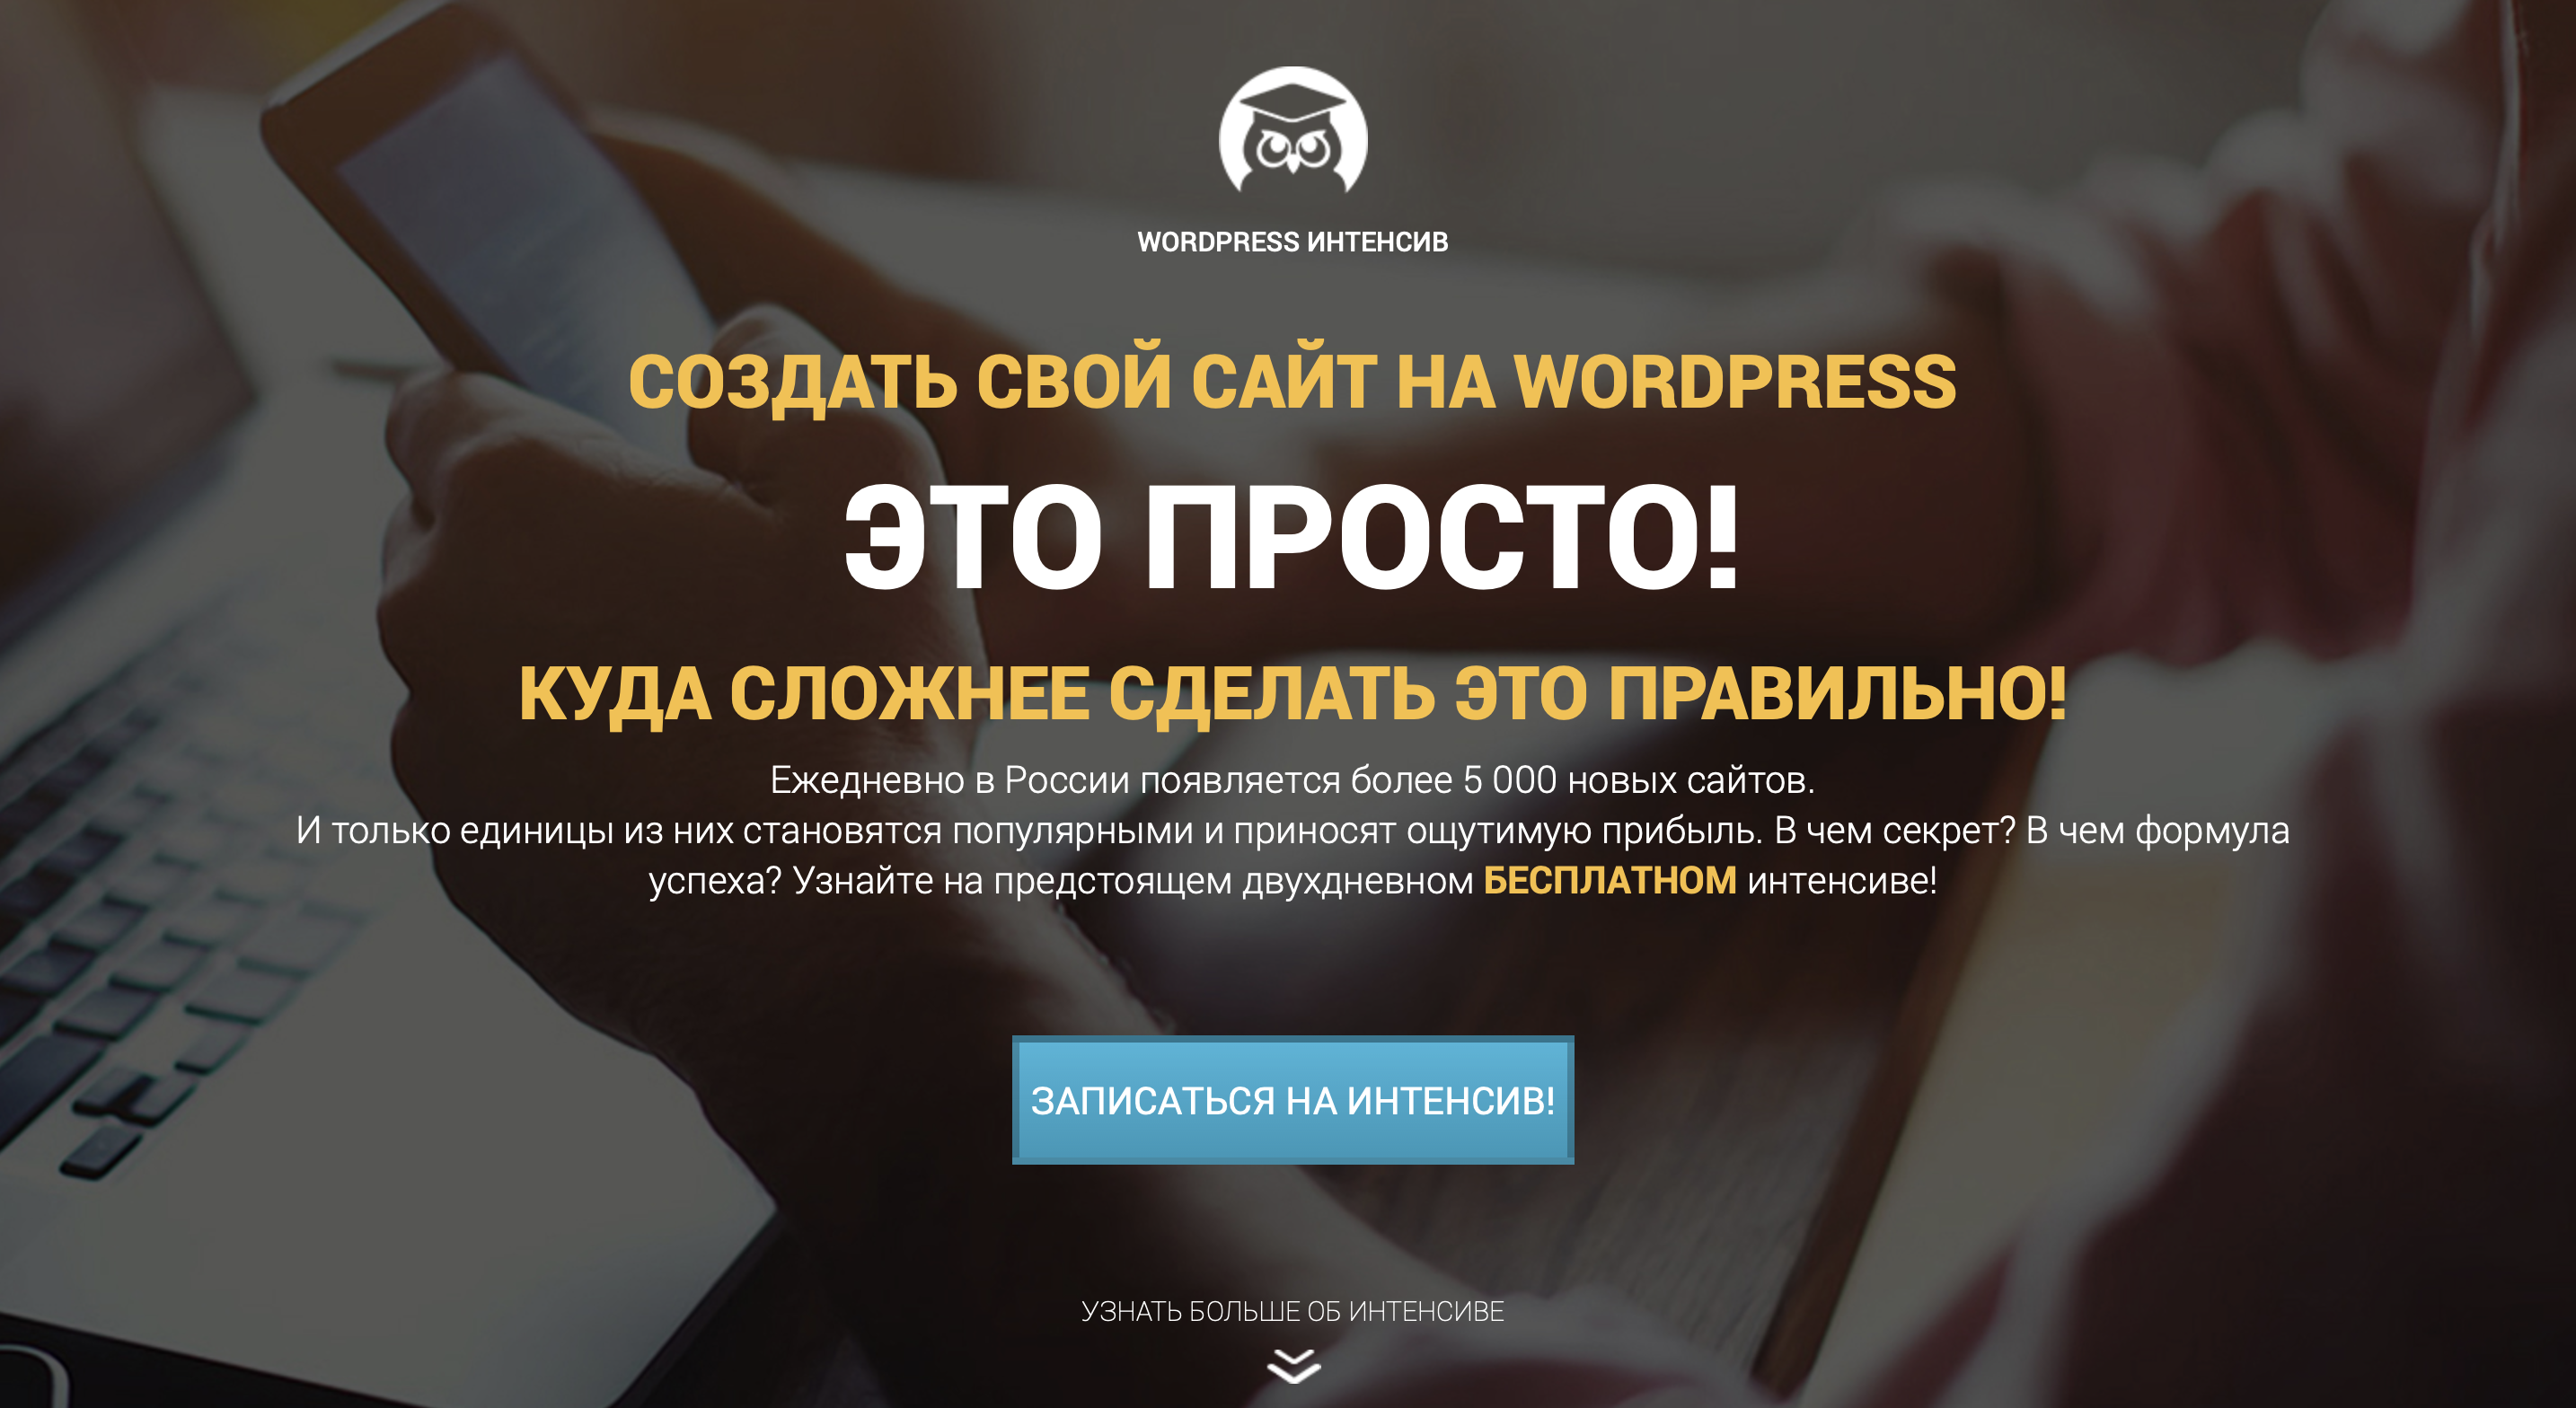 WORDPRESS ИНТЕНСИВ
СОЗДАТЬ СВОЙ САЙТ НА WORDPRESS
ЭТО ПРОСТО!
КУДА СЛОЖНЕЕ СДЕЛАТЬ ЭТО ПРАВИЛЬНО!
Ежедневно в России появляется более 5 000 новых сайтов.
И только единицы из них становятся популярными и приносят ощутимую прибыль. В чем секрет? В чем формула
успеха? Узнайте на предстоящем двухдневном БЕСПЛАТНОМ интенсиве!
ЗАПИСАТЬСЯ НА ИНТЕНСИВ!
УЗНАТЬ БОЛЬШЕ ОБ ИНТЕНСИВЕ